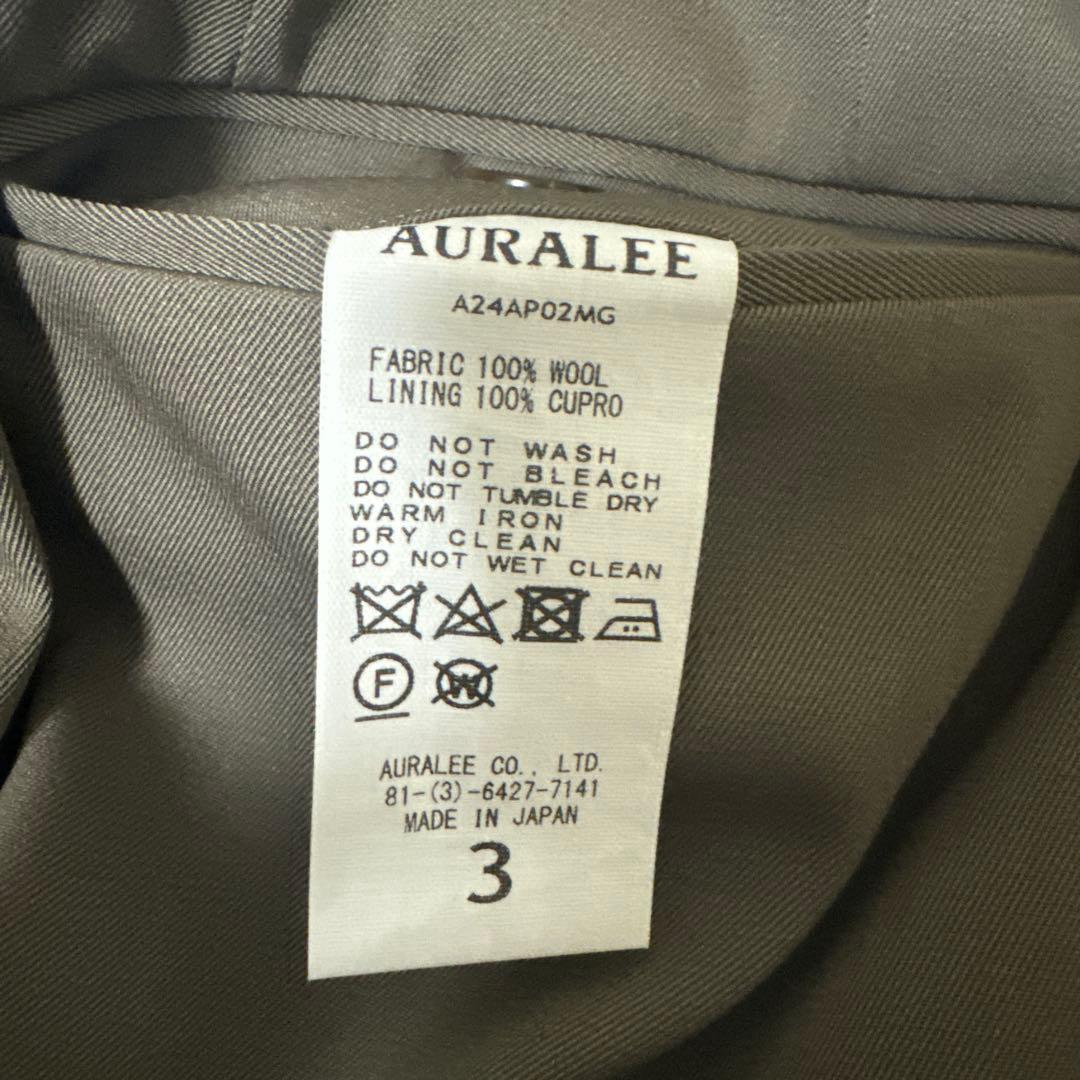 AURALEE
A24AP02MG
FABRIC 100% WOOL
LINING 100% CUPRO
DO NOT WASH
DO NOT BLEACH
DO NOT TUMBLE DRY
WARM IRON
DRY CLEAN
DO NOT WET CLEAN
F W
AURALEE CO., LTD.
81-(3)-6427-7141
MADE IN JAPAN
3